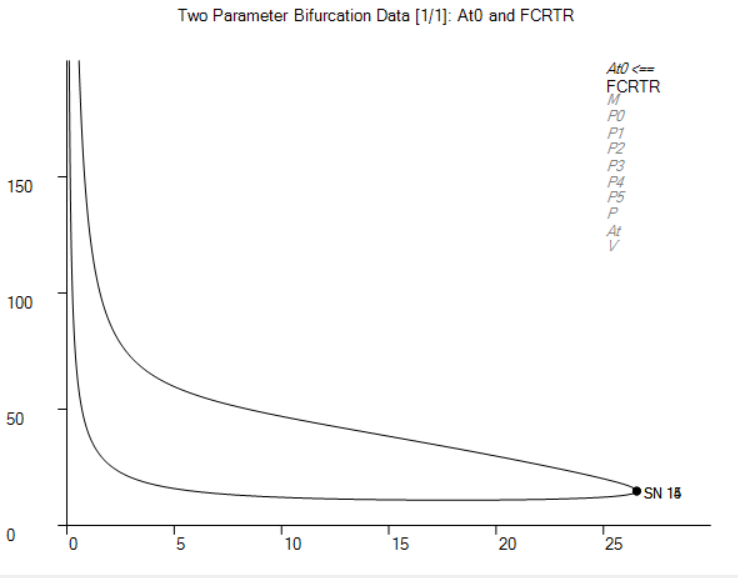 Two Parameter Bifurcation Data [1/1]: At0 and FCRTR
At0 <==
FCRTR
M
P0
P1
P2
P3
P4
P5
P
At
V
150
100
50
0
SN
0 5 10 15 20 25